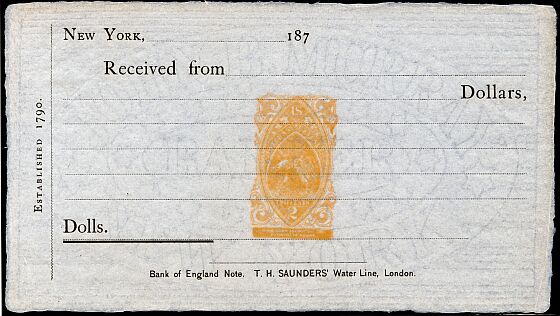 New York, 187
Received from
Dollars,
Dolls.
Established 1790.
Bank of England Note. T. H. SAUNDERS' Water Line, London.